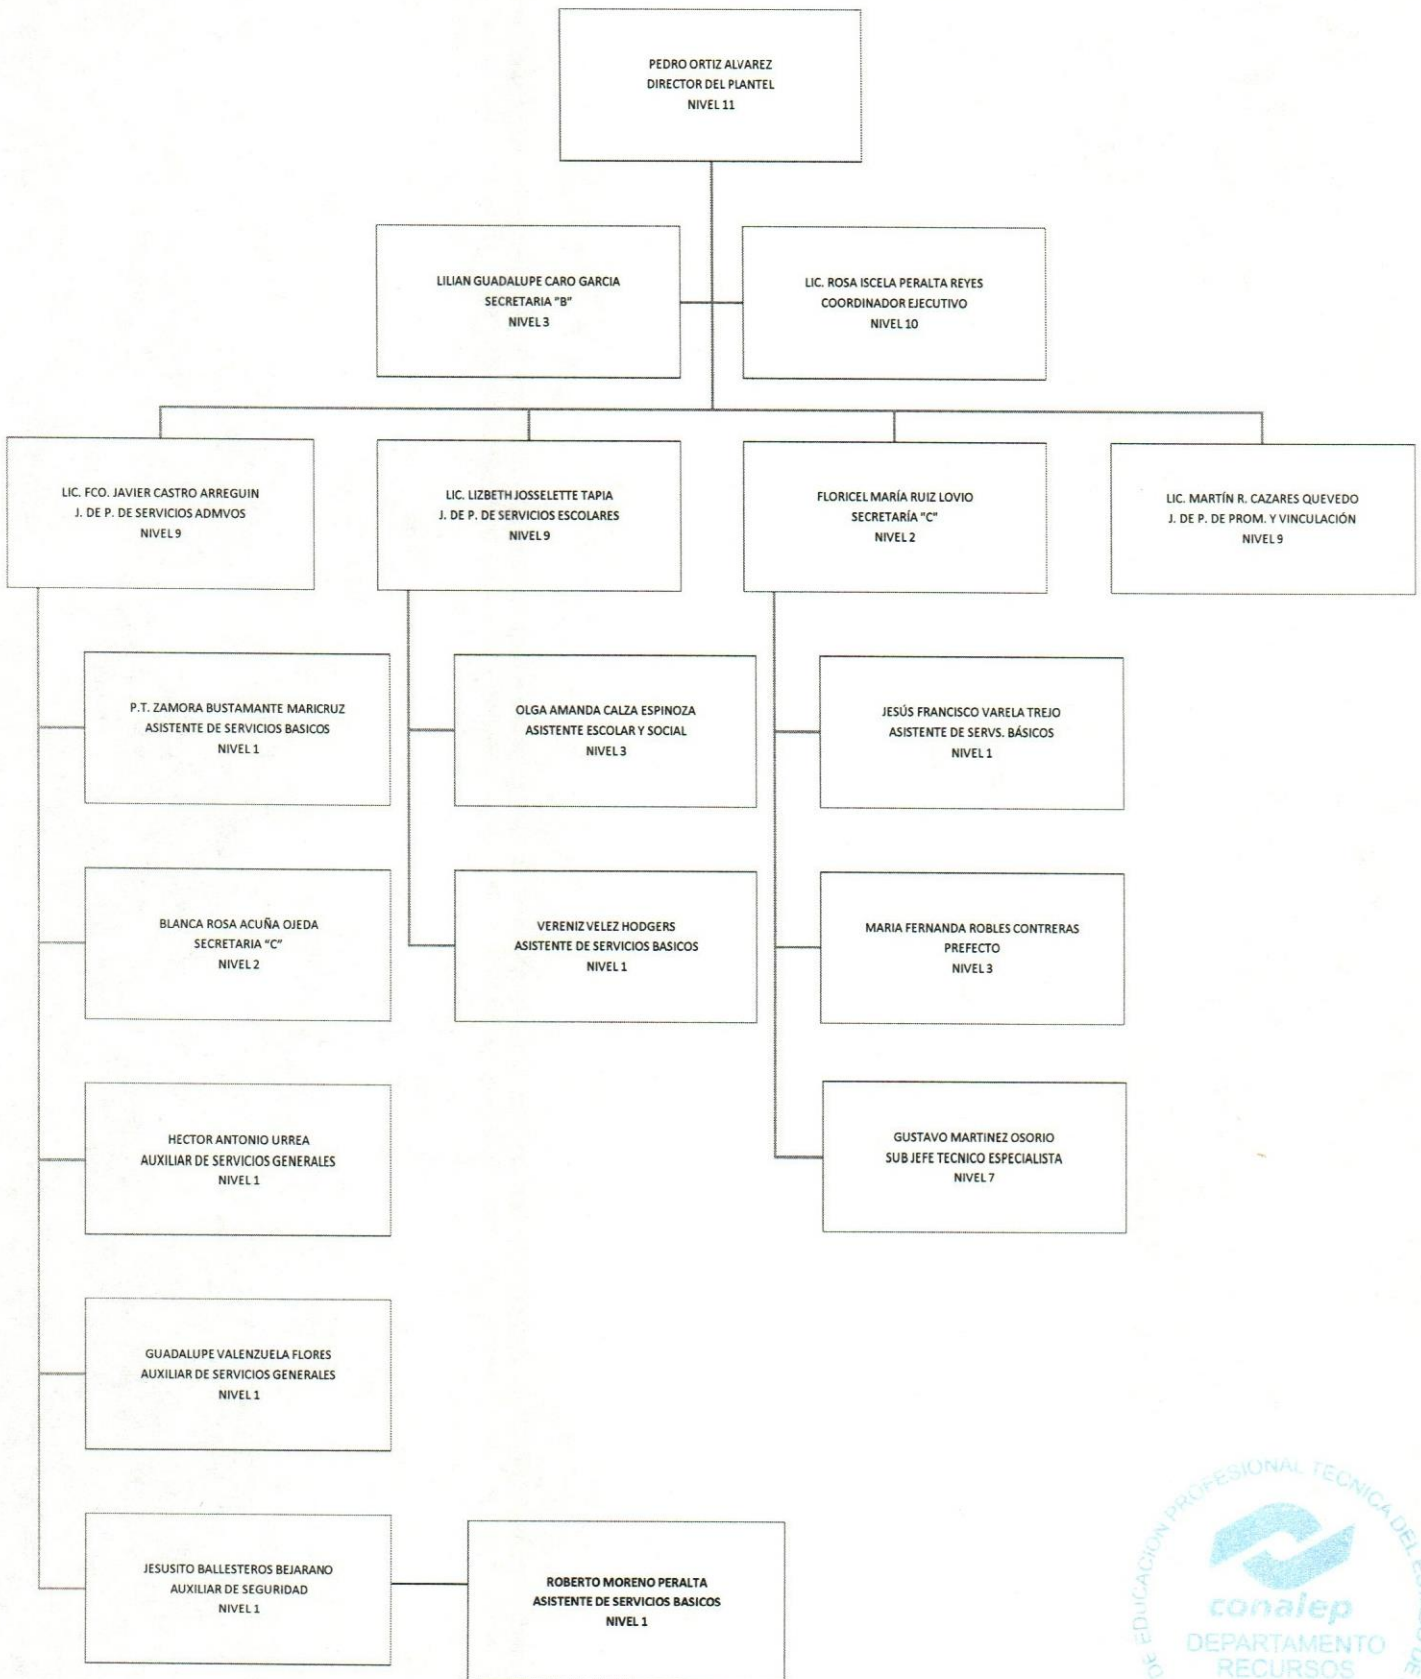 PEDRO ORTIZ ALVAREZ
DIRECTOR DEL PLANTEL
NIVEL 11
LILIAN GUADALUPE CARO GARCIA
SECRETARIA "B"
NIVEL 3
LIC. ROSA ISCELA PERALTA REYES
COORDINADOR EJECUTIVO
NIVEL 10
LIC. FCO. JAVIER CASTRO ARREGUIN
J. DE P. DE SERVICIOS ADMVOS
NIVEL 9
LIC. LIZBETH JOSSELETTE TAPIA
J. DE P. DE SERVICIOS ESCOLARES
NIVEL 9
FLORICEL MARÍA RUIZ LOVIO
SECRETARÍA "C"
NIVEL 2
LIC. MARTÍN R. CAZARES QUEVEDO
J. DE P. DE PROM. Y VINCULACIÓN
NIVEL 9
P.T. ZAMORA BUSTAMANTE MARICRUZ
ASISTENTE DE SERVICIOS BASICOS
NIVEL 1
OLGA AMANDA CALZA ESPINOZA
ASISTENTE ESCOLAR Y SOCIAL
NIVEL 3
JESÚS FRANCISCO VARELA TREJO
ASISTENTE DE SERVS. BÁSICOS
NIVEL 1
BLANCA ROSA ACUÑA OJEDA
SECRETARIA "C"
NIVEL 2
VERENIZ VELEZ HODGERS
ASISTENTE DE SERVICIOS BASICOS
NIVEL 1
MARIA FERNANDA ROBLES CONTRERAS
PREFECTO
NIVEL 3
HECTOR ANTONIO URREA
AUXILIAR DE SERVICIOS GENERALES
NIVEL 1
GUSTAVO MARTINEZ OSORIO
SUB JEFE TECNICO ESPECIALISTA
NIVEL 7
GUADALUPE VALENZUELA FLORES
AUXILIAR DE SERVICIOS GENERALES
NIVEL 1
JESUSITO BALLESTEROS BEJARANO
AUXILIAR DE SEGURIDAD
NIVEL 1
ROBERTO MORENO PERALTA
ASISTENTE DE SERVICIOS BASICOS
NIVEL 1
DE EDUCACION PROFESIONAL TECNICA DEL ESTADO DE
conalep
DEPARTAMENTO
RECURSOS